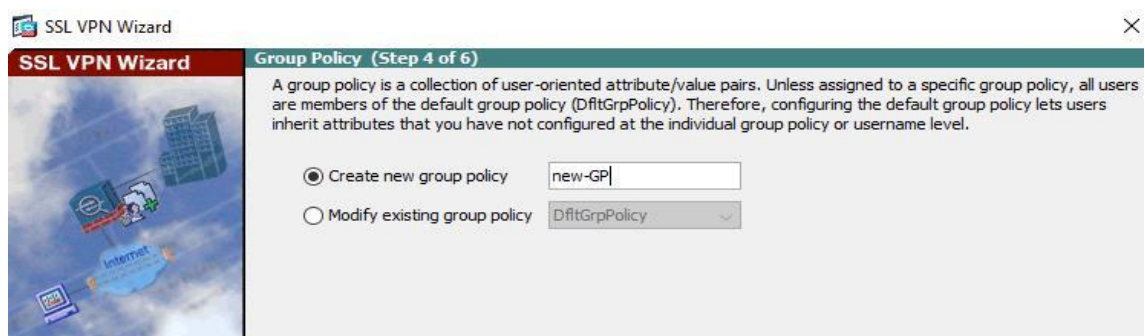 SSL VPN Wizard
SSL VPN Wizard
Group Policy (Step 4 of 6)
A group policy is a collection of user-oriented attribute/value pairs. Unless assigned to a specific group policy, all users
are members of the default group policy (DfltGrpPolicy). Therefore, configuring the default group policy lets users
inherit attributes that you have not configured at the individual group policy or username level.
Create new group policy new-GP
Modify existing group policy DfltGrpPolicy
Internet